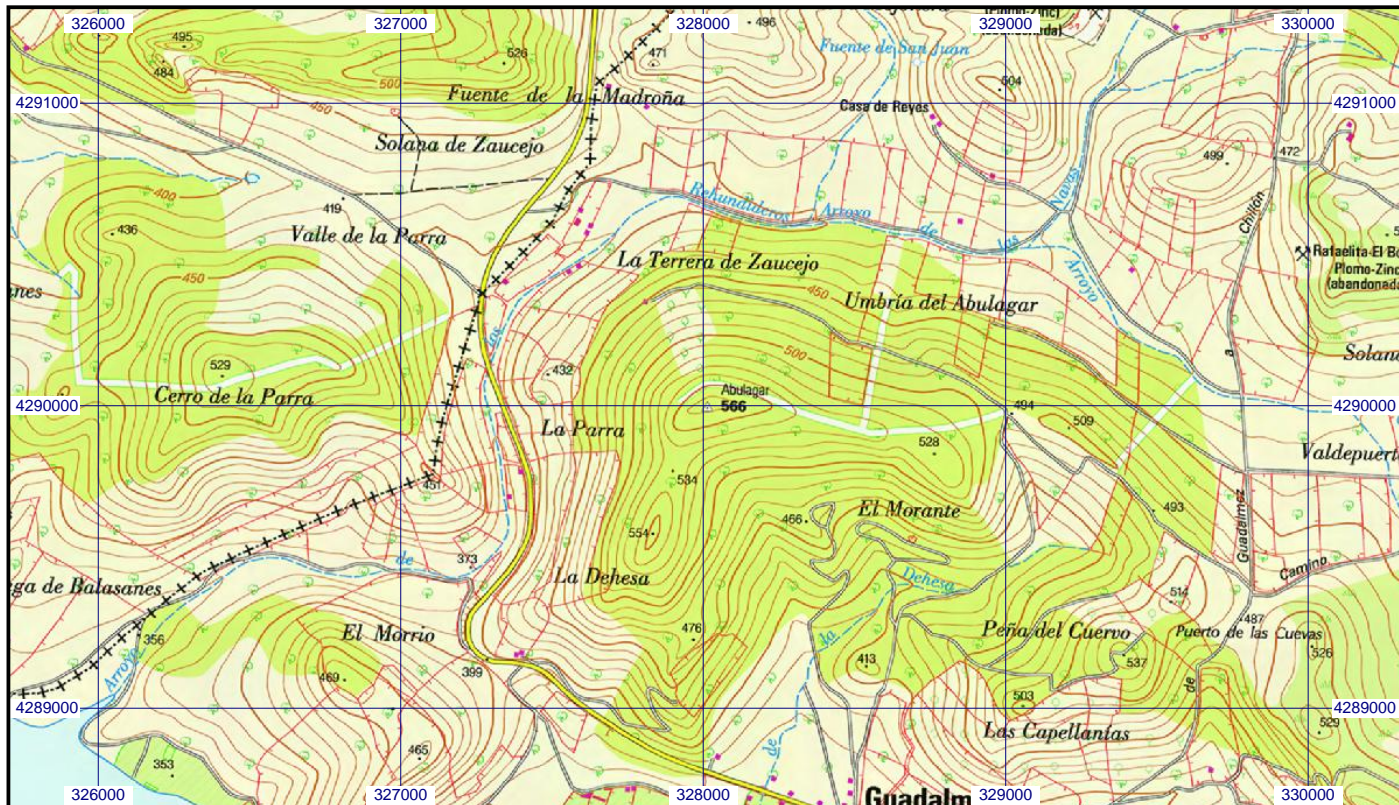 326000 327000 328000 329000 330000
495
496
471
526
484
500
504
Fuente de San Juan
(abandonada)
4291000
4291000
Fuente de la Madroña
Casa de Reyes
450
Solana de Zaucejo
472
499
400
419
Rehundideros
Arroyo
de
las
Navas
Chillón
436
Valle de la Parra
La Terrera de Zaucejo
Arroyo
Rafaelita-El Bo
Plomo-Zinc
(abandonada
450
450
nes
Umbría del Abulagar
las
500
Solana
a
529
432
Cerro de la Parra
Abulagar
566
4290000
4290000
494
509
La Parra
528
Valdepuerto
451
534
El Morante
466
493
554
Guadalmez
373
de
La Dehesa
Dehesa
Camino
ega de Balasanes
514
487
El Morrio
356
476
la
Peña del Cuervo
Puerto de las Cuevas
526
413
537
399
469
Arroyo
de
503
4289000
4289000
Las Capellanías
529
de
465
353
326000 327000 328000 329000 330000
Guadalm